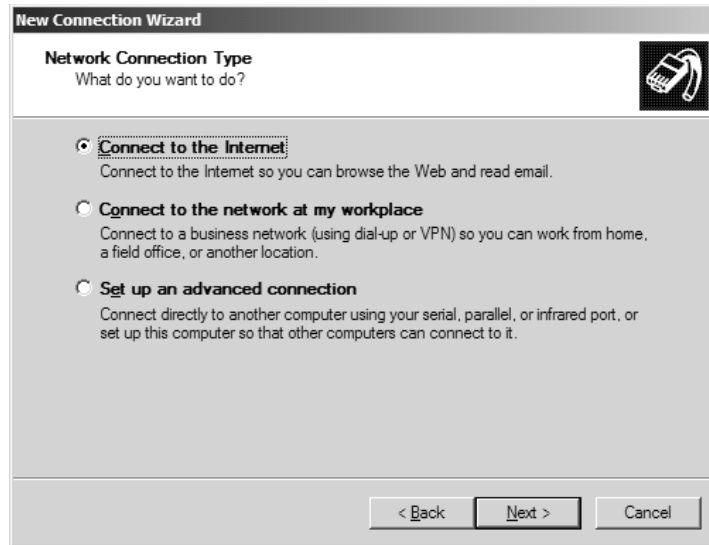 New Connection Wizard
Network Connection Type
What do you want to do?
Connect to the Internet
Connect to the Internet so you can browse the Web and read email.
Connect to the network at my workplace
Connect to a business network (using dial-up or VPN) so you can work from home,
a field office, or another location.
Set up an advanced connection
Connect directly to another computer using your serial, parallel, or infrared port, or
set up this computer so that other computers can connect to it.
< Back Next > Cancel